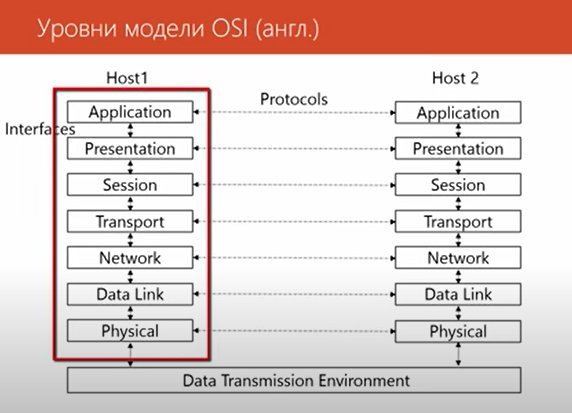 Уровни модели OSI (англ.)
Host1
Host 2
Protocols
Interfaces
Application
Application
Presentation
Presentation
Session
Session
Transport
Transport
Network
Network
Data Link
Data Link
Physical
Physical
Data Transmission Environment